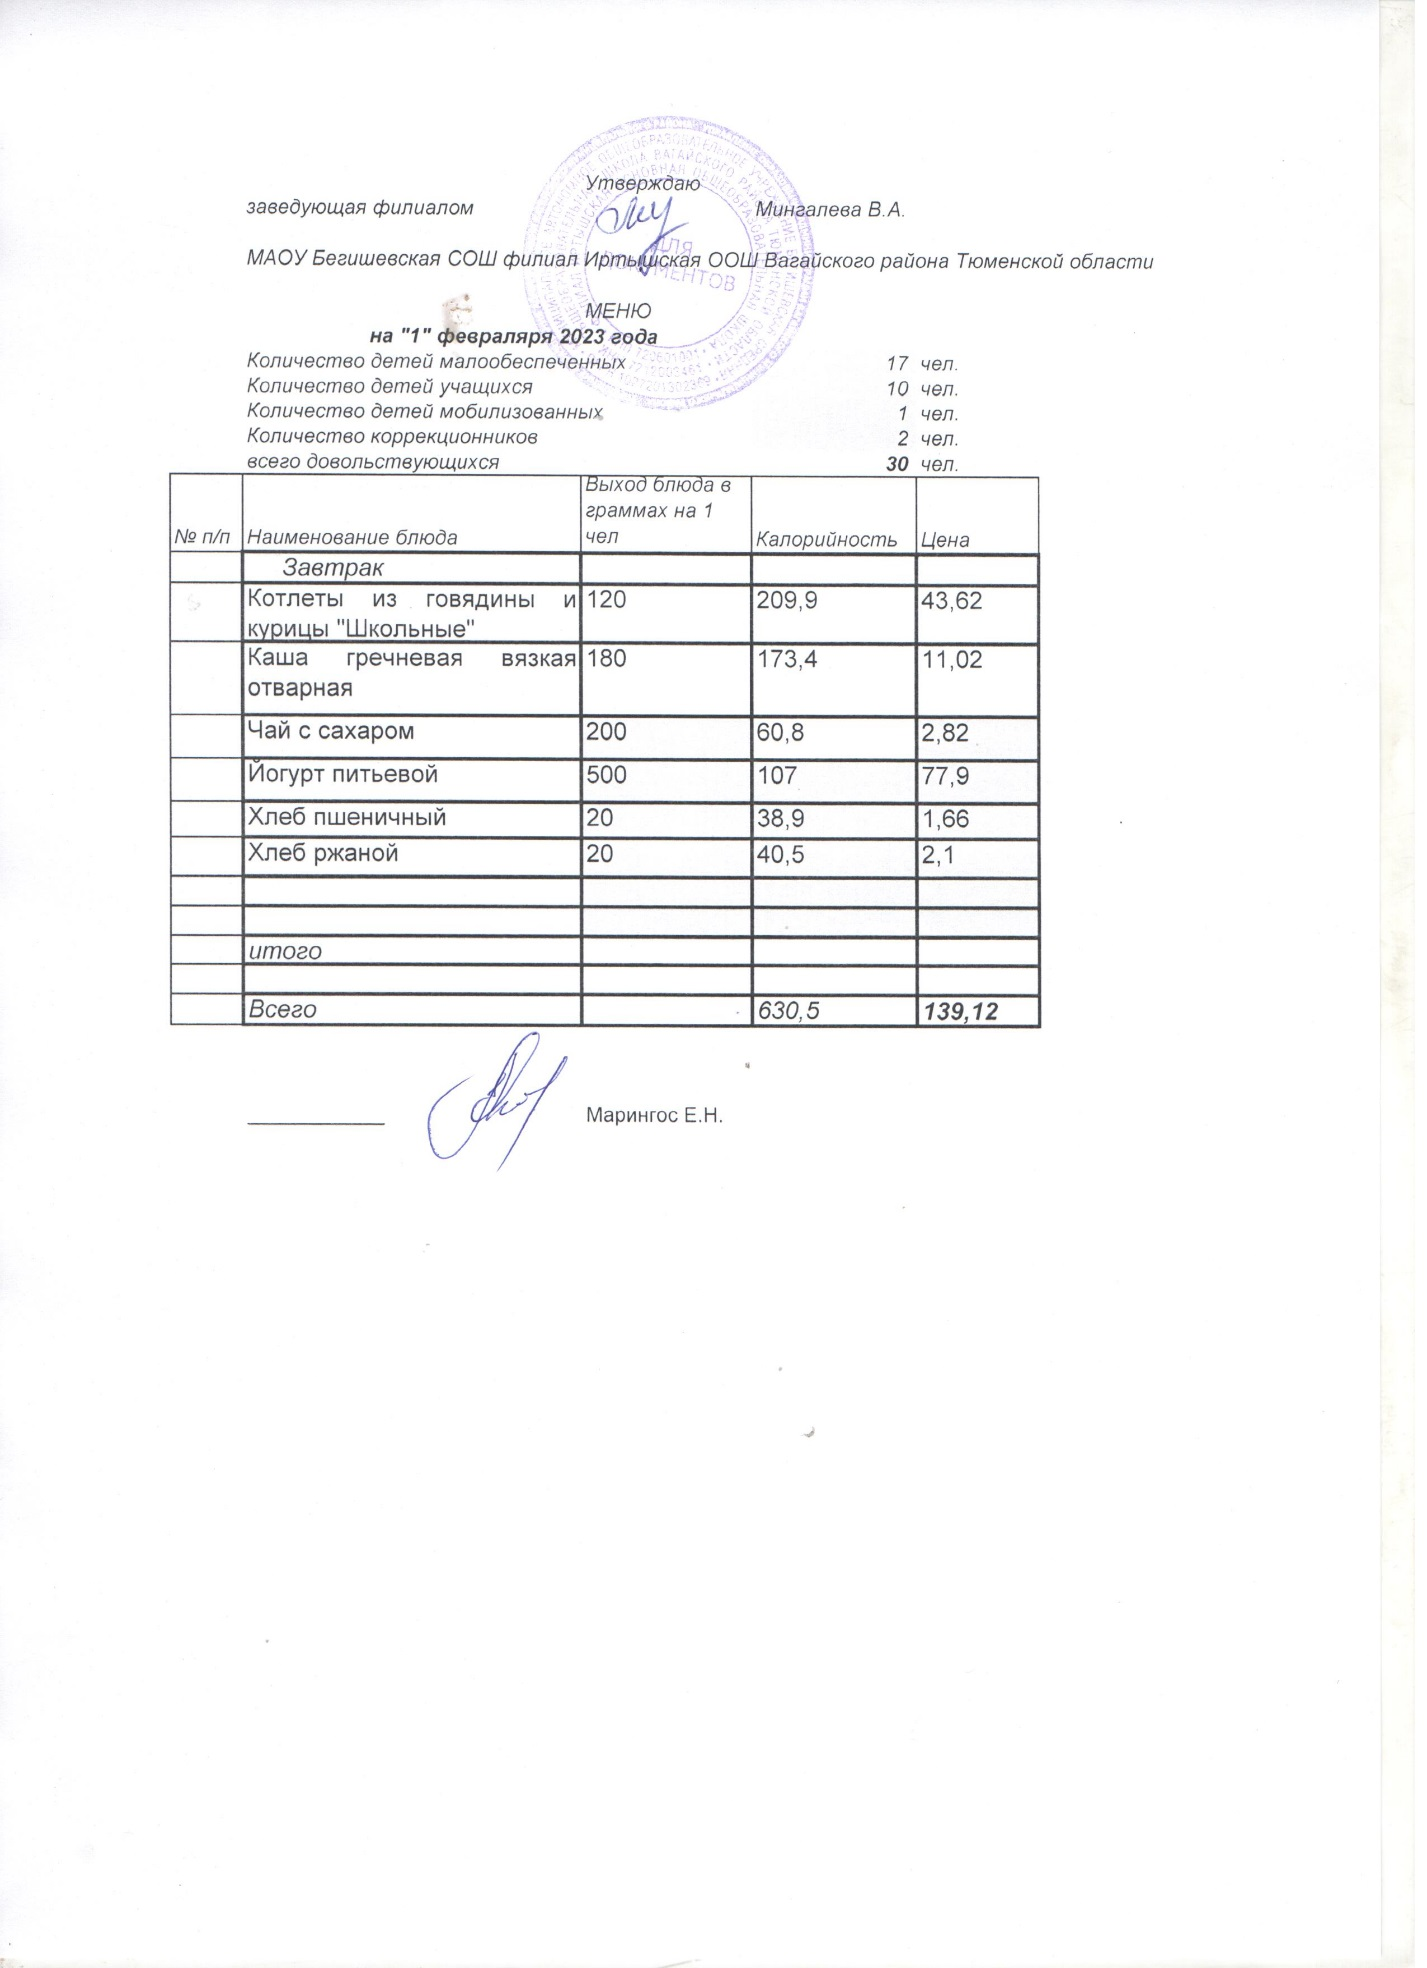 Утверждаю
заведующая филиалом Мингалева В.А.
МАОУ Бегишевская СОШ филиал Иртышская ООШ Вагайского района Тюменской области
ДЛЯ
ДОКУМЕНТОВ
МЕНЮ
на "1" февраляря 2023 года
Количество детей малообеспеченных 17 чел.
Количество детей учащихся 10 чел.
Количество детей мобилизованных 1 чел.
Количество коррекционников 2 чел.
всего довольствующихся 30 чел.
№ п/п Наименование блюда Выход блюда в граммах на 1 чел Калорийность Цена
Завтрак
Котлеты из говядины и 120 209,9 43,62
курицы "Школьные"
Каша гречневая вязкая 180 173,4 11,02
отварная
Чай с сахаром 200 60,8 2,82
Йогурт питьевой 500 107 77,9
Хлеб пшеничный 20 38,9 1,66
Хлеб ржаной 20 40,5 2,1
итого
Всего 630,5 139,12
Марингос Е.Н.